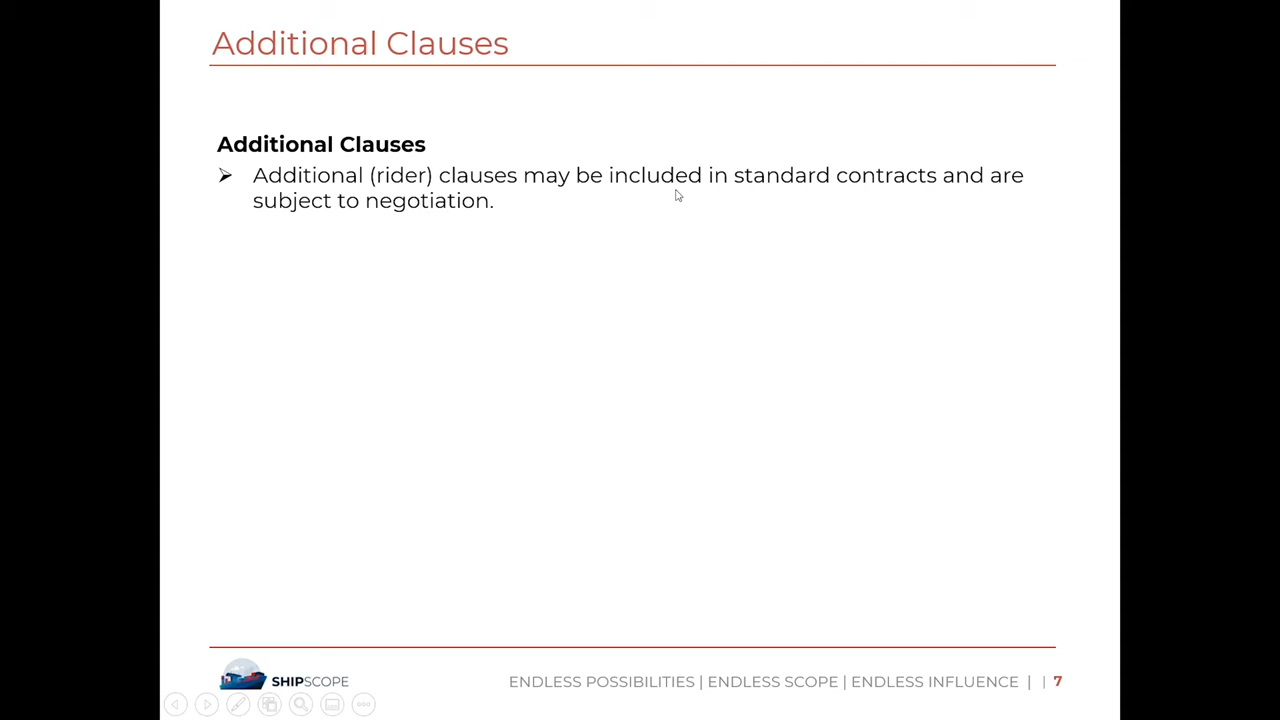 Additional Clauses
Additional Clauses
Additional (rider) clauses may be included in standard contracts and are
subject to negotiation.
SHIPSCOPE
ENDLESS POSSIBILITIES | ENDLESS SCOPE | ENDLESS INFLUENCE | | 7